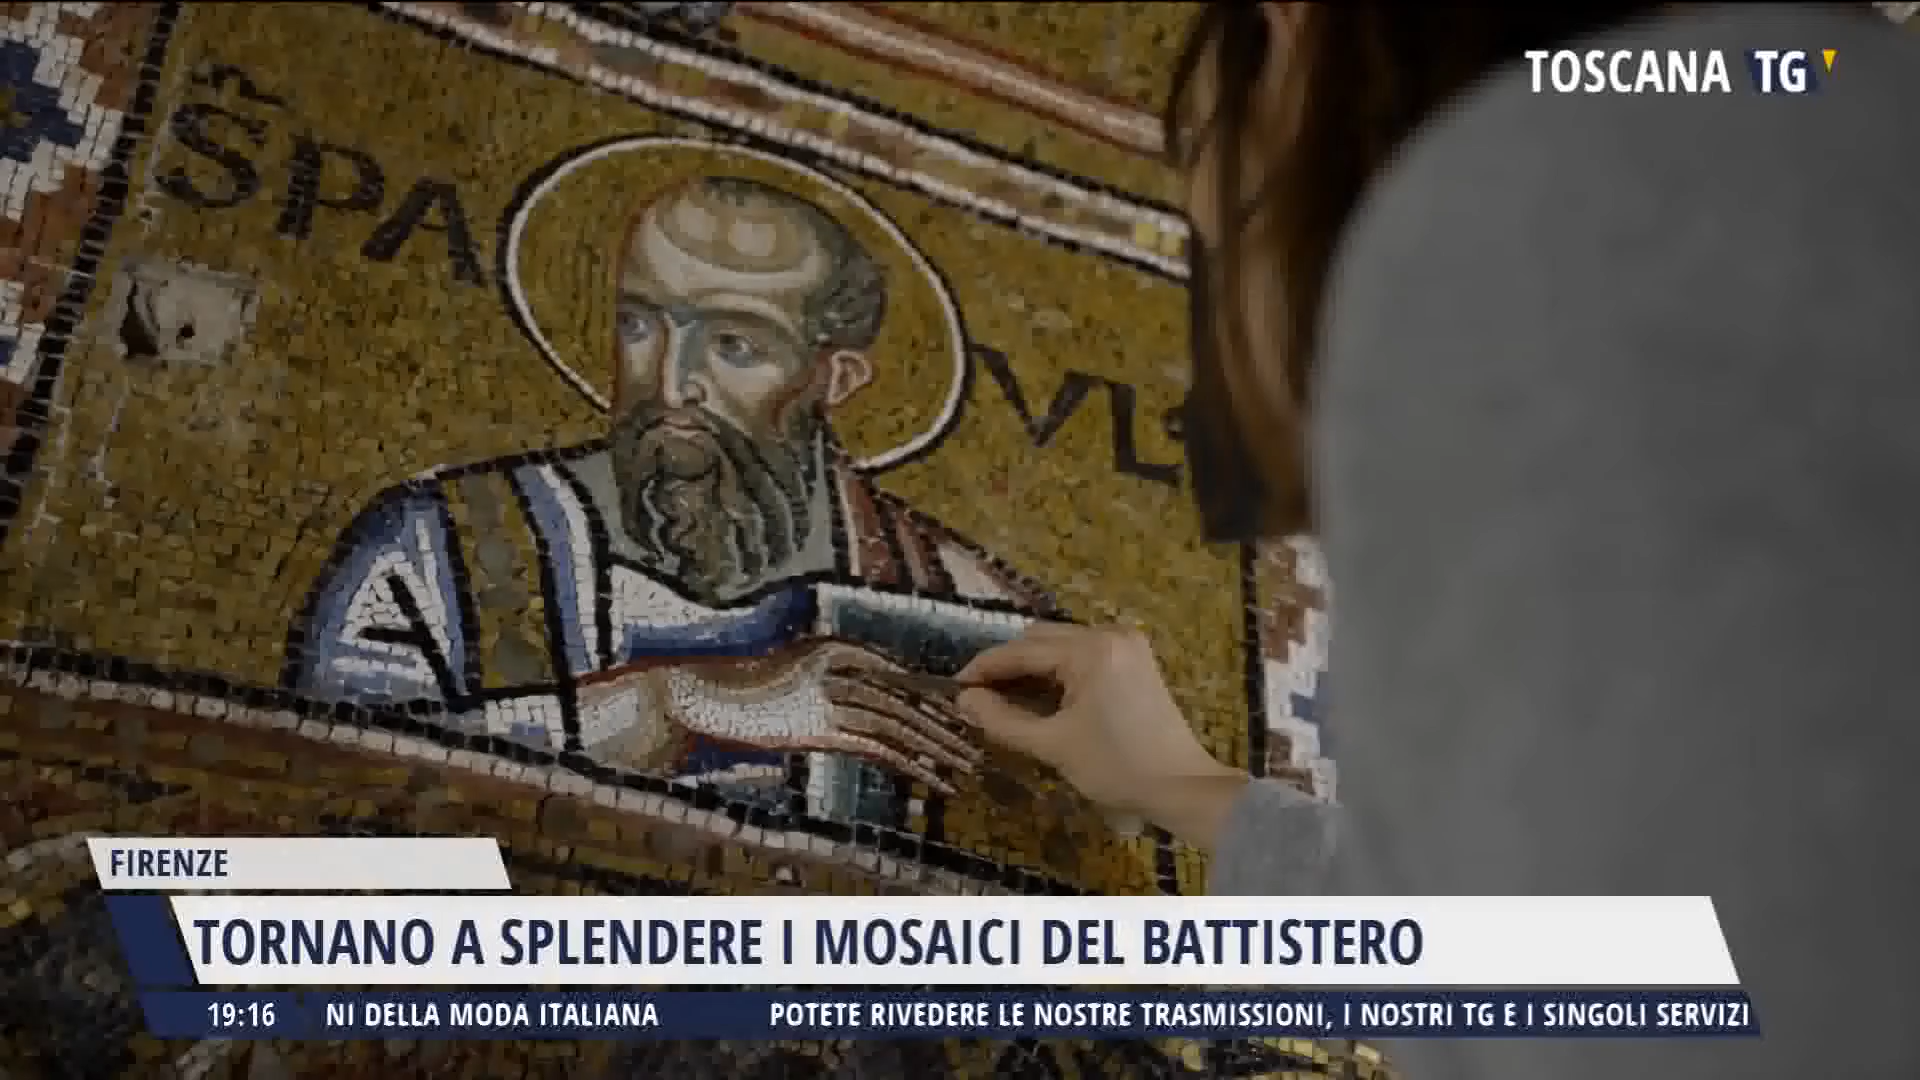 TOSCANA TG
SPA
VL
FIRENZE
TORNANO A SPLENDERE I MOSAICI DEL BATTISTERO
19:16 NI DELLA MODA ITALIANA POTETE RIVEDERE LE NOSTRE TRASMISSIONI, I NOSTRI TG E I SINGOLI SERVIZI